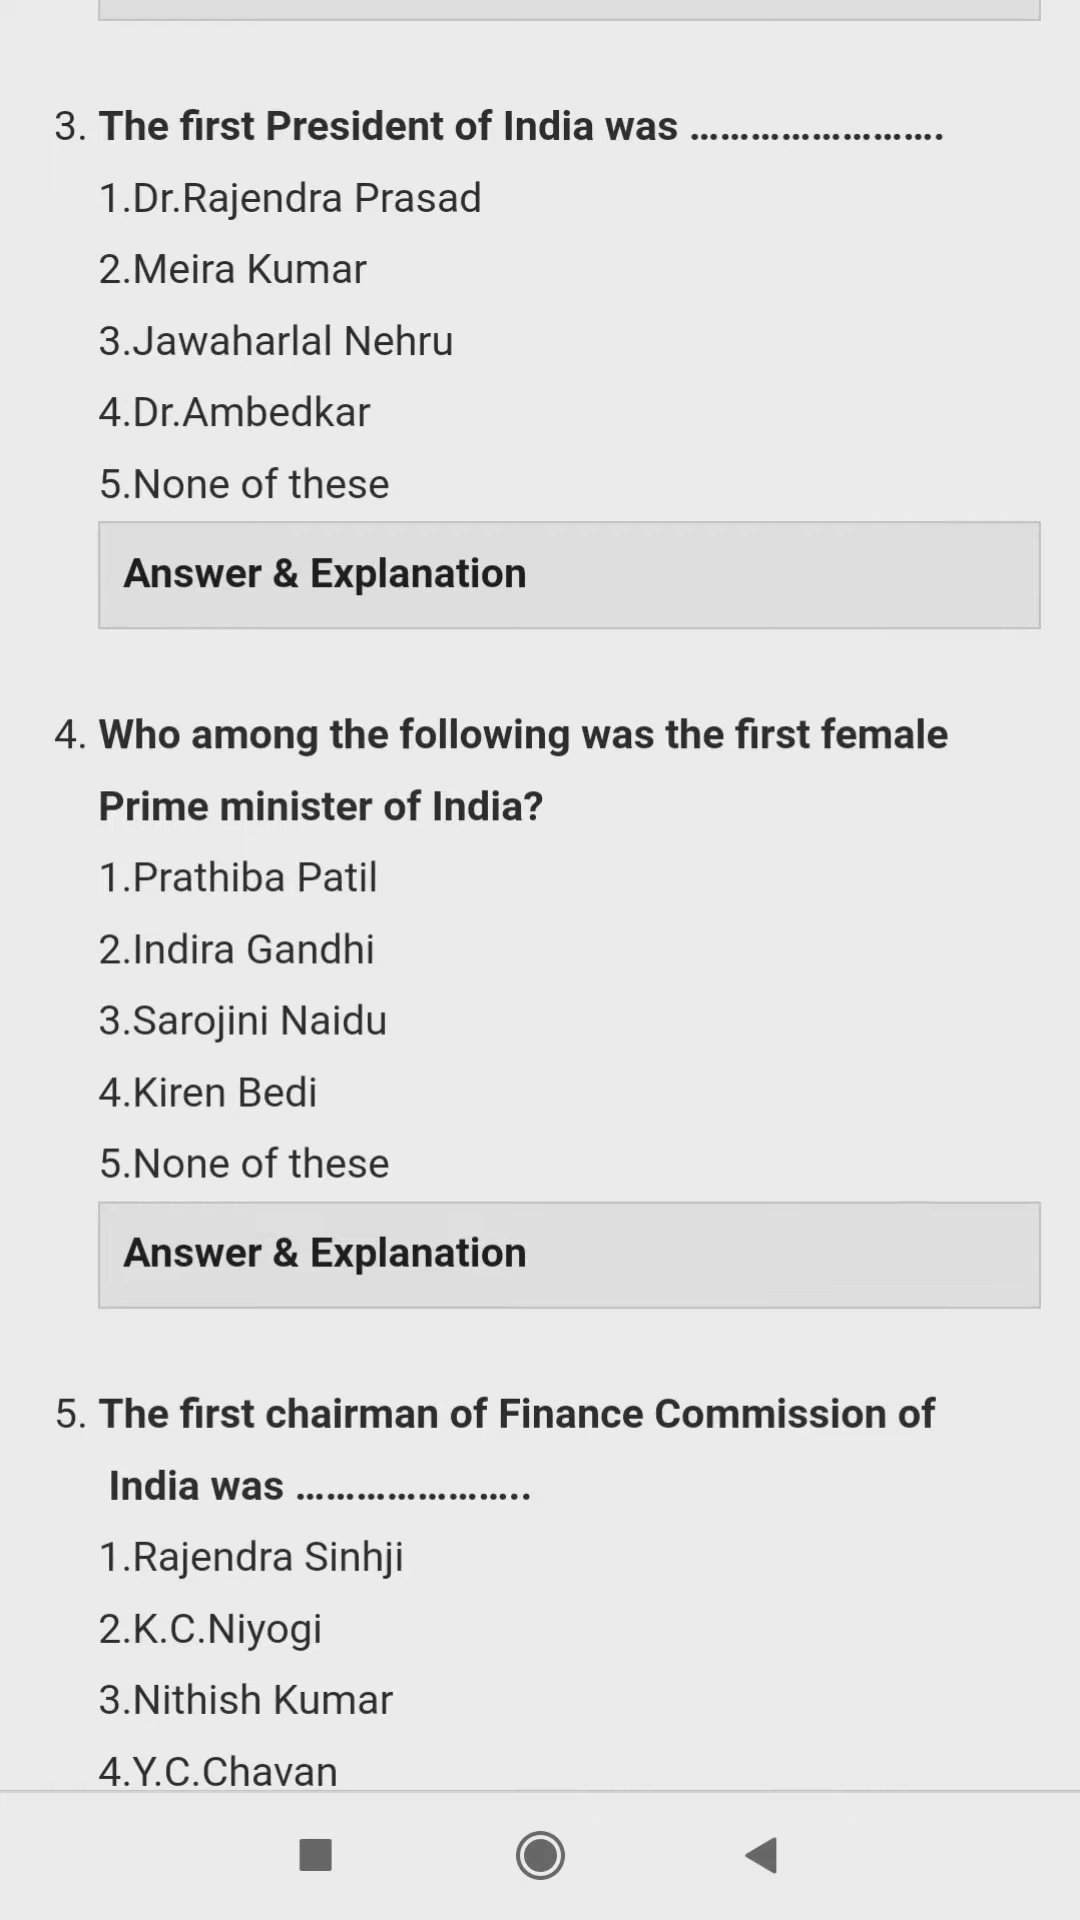 3. The first President of India was …………………….
1.Dr.Rajendra Prasad
2.Meira Kumar
3.Jawaharlal Nehru
4.Dr.Ambedkar
5.None of these
Answer & Explanation
4. Who among the following was the first female
Prime minister of India?
1.Prathiba Patil
2.Indira Gandhi
3.Sarojini Naidu
4.Kiren Bedi
5.None of these
Answer & Explanation
5. The first chairman of Finance Commission of
India was …………………..
1.Rajendra Sinhji
2.K.C.Niyogi
3.Nithish Kumar
4.Y.C.Chavan